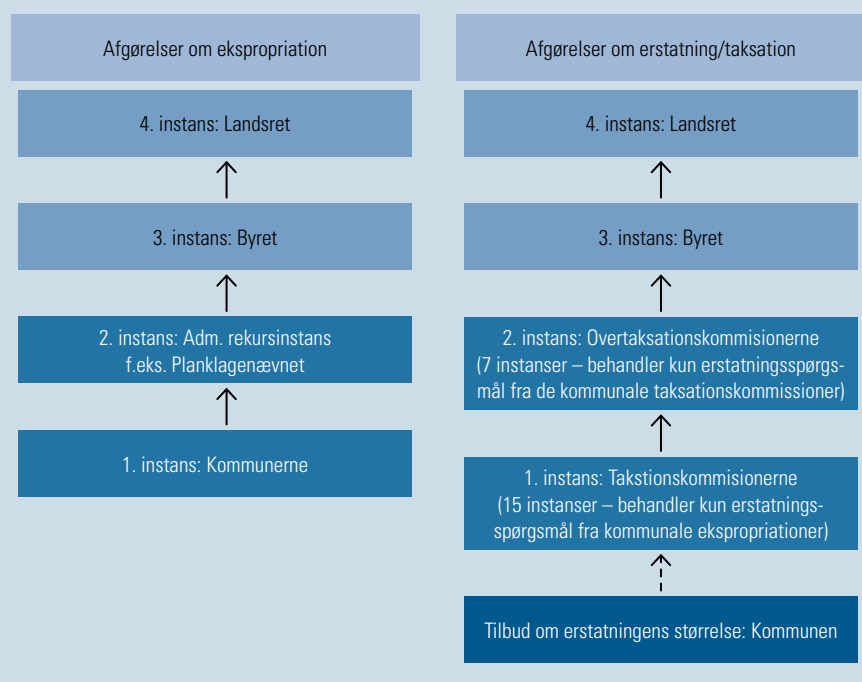 Afgørelser om ekspropriation
4. instans: Landsret
3. instans: Byret
2. instans: Adm. rekursinstans
f.eks. Planklagenævnet
1. instans: Kommunerne
Afgørelser om erstatning/taksation
4. instans: Landsret
3. instans: Byret
2. instans: Overtaksationskommisionerne
(7 instanser – behandler kun erstatningsspørgs-
mål fra de kommunale taksationskommissioner)
1. instans: Takstionskommisionerne
(15 instanser – behandler kun erstatnings-
spørgsmål fra kommunale ekspropriationer)
Tilbud om erstatningens størrelse: Kommunen